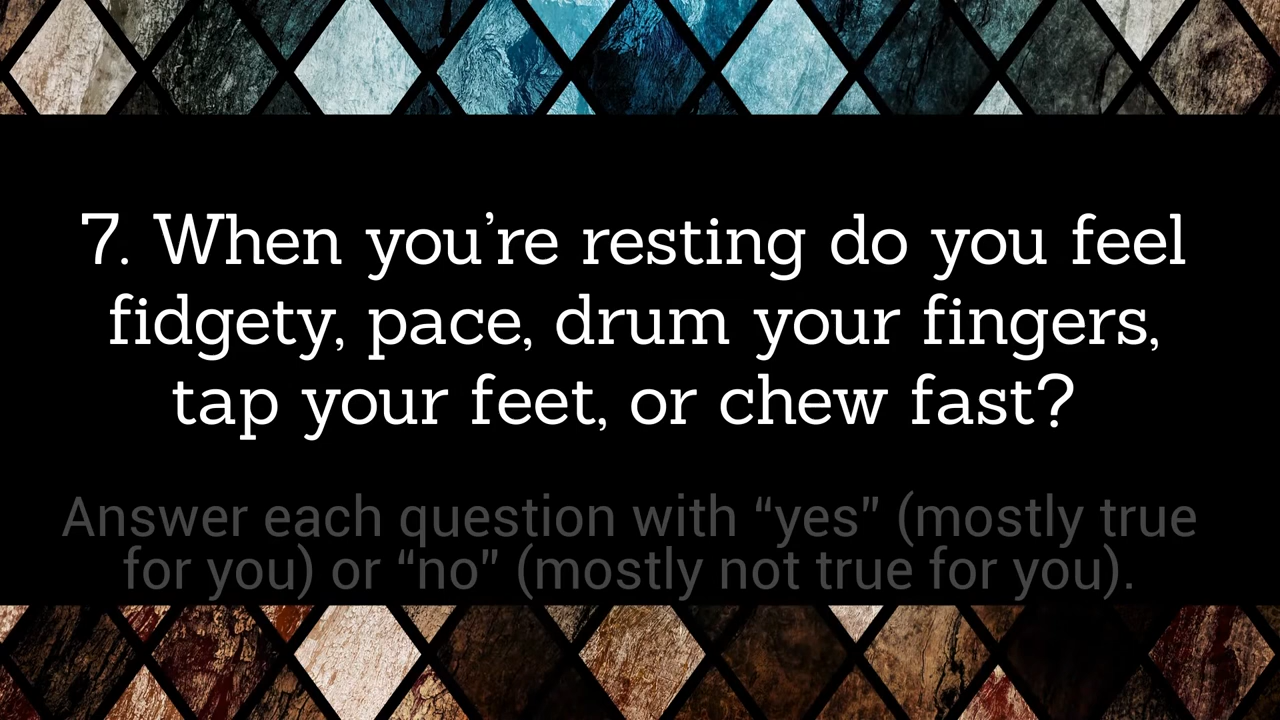 7. When you’re resting do you feel
fidgety, pace, drum your fingers,
tap your feet, or chew fast?
Answer each question with “yes” (mostly true
for you) or “no” (mostly not true for you).